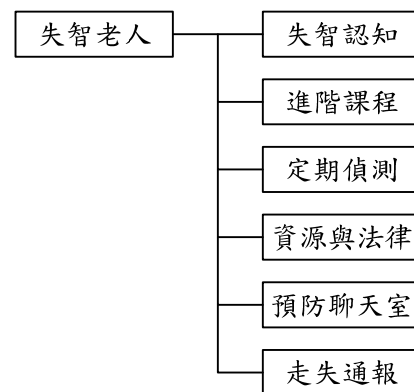 失智老人
失智認知
進階課程
定期偵測
資源與法律
預防聊天室
走失通報